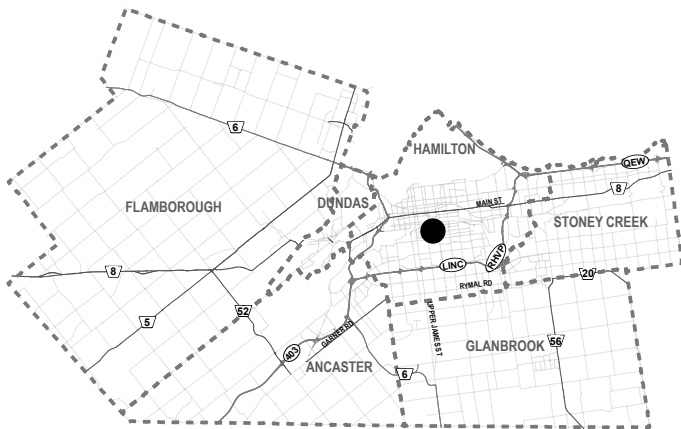 6
HAMILTON
QEW
8
FLAMBOROUGH
DUNDAS
MAIN ST
STONEY CREEK
8
LINC
RHVP
20
RYMAL RD
5
52
UPPER JAMES ST
403
GARNER RD
GLANBROOK
56
ANCASTER
6